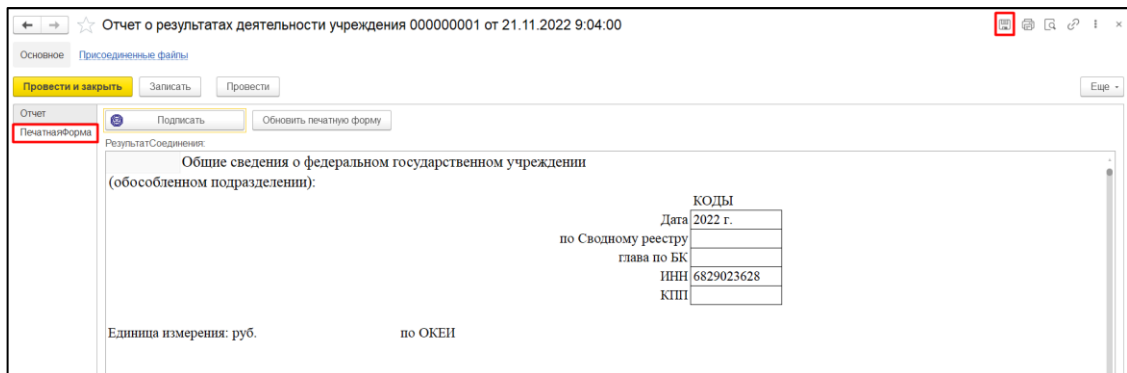 Отчет о результатах деятельности учреждения 000000001 от 21.11.2022 9:04:00
Основное Присоединенные файлы
Провести и закрыть Записать Провести Еще
Отчет
ПечатнаяФорма
Подписать Обновить печатную форму
РезультатСоединения:
Общие сведения о федеральном государственном учреждении
(обособленном подразделении):
КОДЫ
Дата 2022 г.
по Сводному реестру
глава по БК
ИНН 6829023628
КПП
Единица измерения: руб. по ОКЕИ